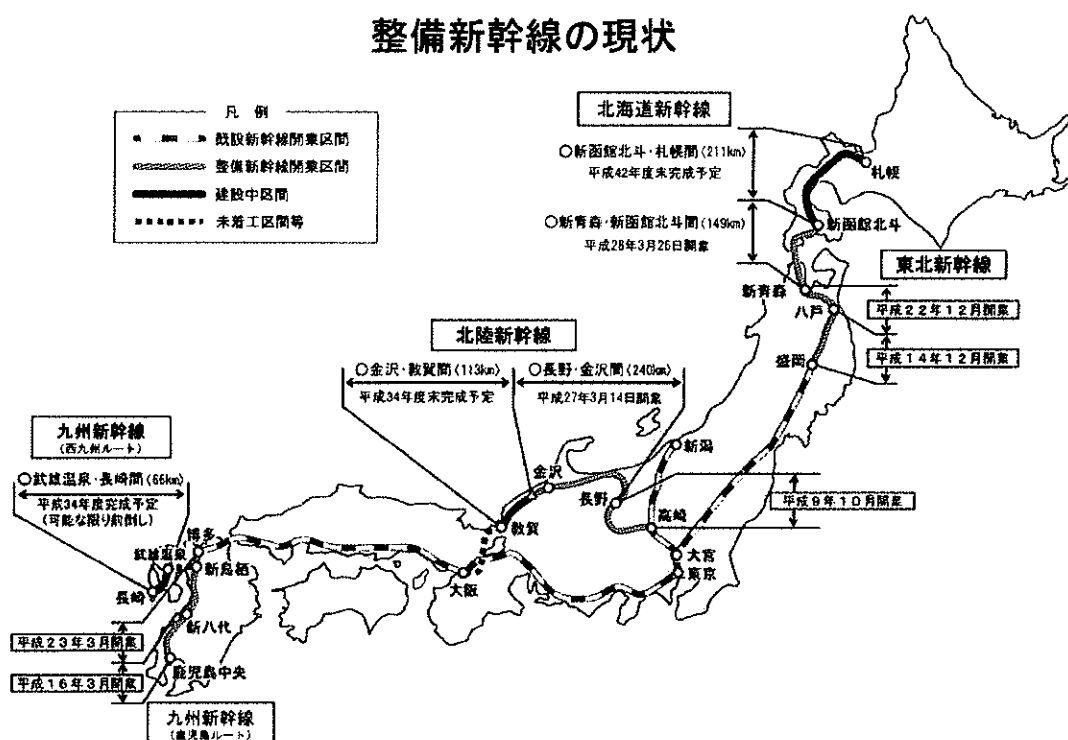 整備新幹線の現状
凡 例
既設新幹線開業区間
整備新幹線開業区間
建設中区間
未着工区間等
北海道新幹線
○新函館北斗・札幌間(211km)
平成42年度末完成予定
札幌
○新青森・新函館北斗間(149km)
平成28年3月26日開業
新函館北斗
東北新幹線
新青森
八戸
平成22年12月開業
平成14年12月開業
盛岡
北陸新幹線
○金沢・敦賀間(113km)
平成34年度末完成予定
○長野・金沢間(240km)
平成27年3月14日開業
新潟
金沢
長野
平成9年10月開業
高崎
敦賀
大宮
東京
大阪
九州新幹線
(西九州ルート)
○武雄温泉・長崎間(66km)
平成34年度完成予定
(可能な限り前倒し)
博多
武雄温泉
新鳥栖
長崎
新八代
平成23年3月開業
鹿児島中央
平成16年3月開業
九州新幹線
(鹿児島ルート)